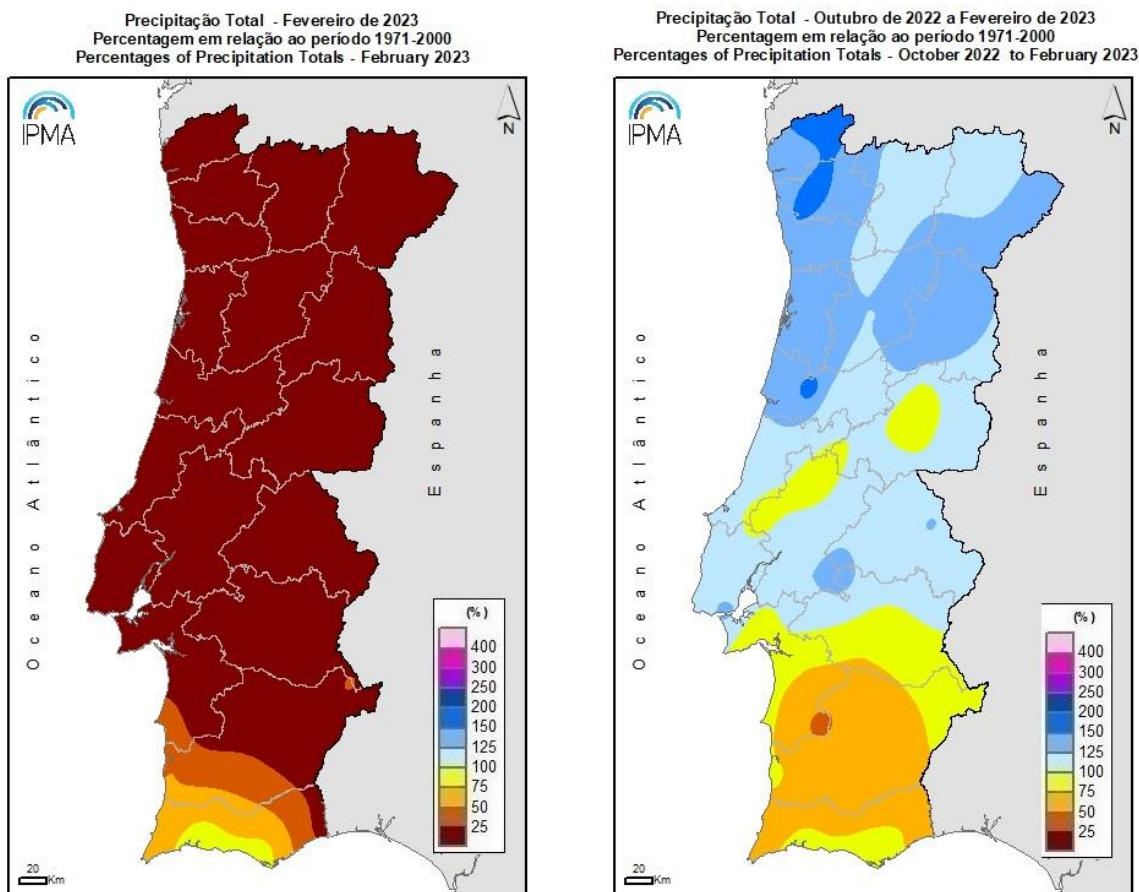 Precipitação Total - Fevereiro de 2023
Percentagem em relação ao período 1971-2000
Percentages of Precipitation Totals - February 2023
IPMA
N
Oceano Atlântico
Espanha
(%)
400
300
250
200
150
125
100
75
50
25
20
Km
Precipitação Total - Outubro de 2022 a Fevereiro de 2023
Percentagem em relação ao período 1971-2000
Percentages of Precipitation Totals - October 2022 to February 2023
IPMA
N
Oceano Atlântico
Espanha
(%)
400
300
250
200
150
125
100
75
50
25
20
Km